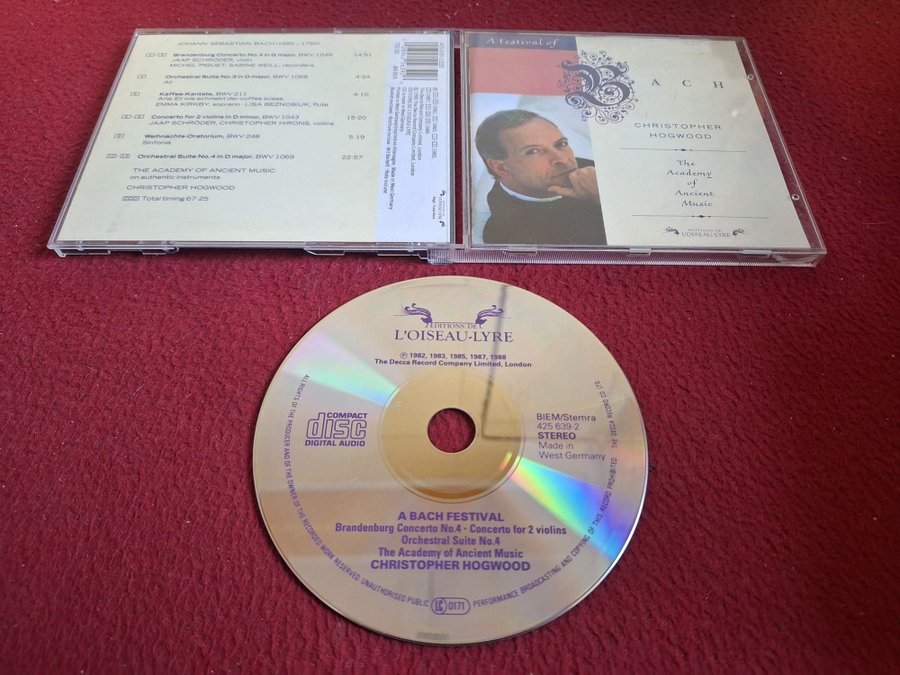 JOHANN SEBASTIAN BACH (1685-1750)
Brandenburg Concerto No.4 in G major, BWV 1049 14:51
JAAP SCHRÖDER, violin
MICHEL PIGUET, SABINE WEILL, recorders
Orchestral Suite No.3 in D major, BWV 1068 4:24
Air
Kaffee-Kantate, BWV 211 4:10
Aria: Ei! wie schmeckt der coffee süsse
EMMA KIRKBY, soprano · LISA BEZNOSIUK, flute
Concerto for 2 violins in D minor, BWV 1043 15:20
JAAP SCHRÖDER, CHRISTOPHER HIRONS, violins
Weihnachts-Oratorium, BWV 248 5:19
Sinfonia
Orchestral Suite No.4 in D major, BWV 1069 22:57
THE ACADEMY OF ANCIENT MUSIC
on authentic instruments
CHRISTOPHER HOGWOOD
DDD Total timing 67:25
A Festival of
BACH
CHRISTOPHER
HOGWOOD
The
Academy
of
Ancient
Music
EDITIONS DE
L'OISEAU-LYRE
EDITIONS DE
L'OISEAU-LYRE
℗ 1982, 1983, 1985, 1987, 1988
The Decca Record Company Limited, London
COMPACT
disc
DIGITAL AUDIO
BIEM/Stemra
425 639-2
STEREO
Made in
West Germany
A BACH FESTIVAL
Brandenburg Concerto No.4 · Concerto for 2 violins
Orchestral Suite No.4
The Academy of Ancient Music
CHRISTOPHER HOGWOOD
ALL RIGHTS OF THE PRODUCER AND OF THE OWNER OF THE RECORDED WORK RESERVED. UNAUTHORISED PUBLIC LC 0171 PERFORMANCE BROADCASTING AND COPYING OF THIS RECORD PROHIBITED THE DECCA RECORD CO. LTD.